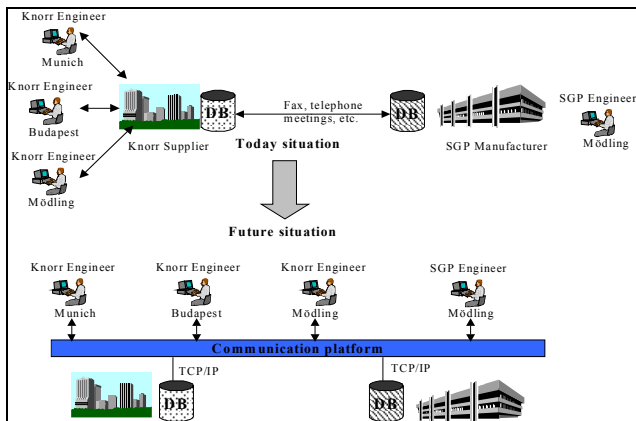 Knorr Engineer
Munich
Knorr Engineer
Budapest
Knorr Engineer
Mödling
DB
Knorr Supplier
Fax, telephone
meetings, etc.
Today situation
DB
SGP Manufacturer
SGP Engineer
Mödling
Future situation
Knorr Engineer
Munich
Knorr Engineer
Budapest
Knorr Engineer
Mödling
SGP Engineer
Mödling
Communication platform
TCP/IP
TCP/IP
DB
DB